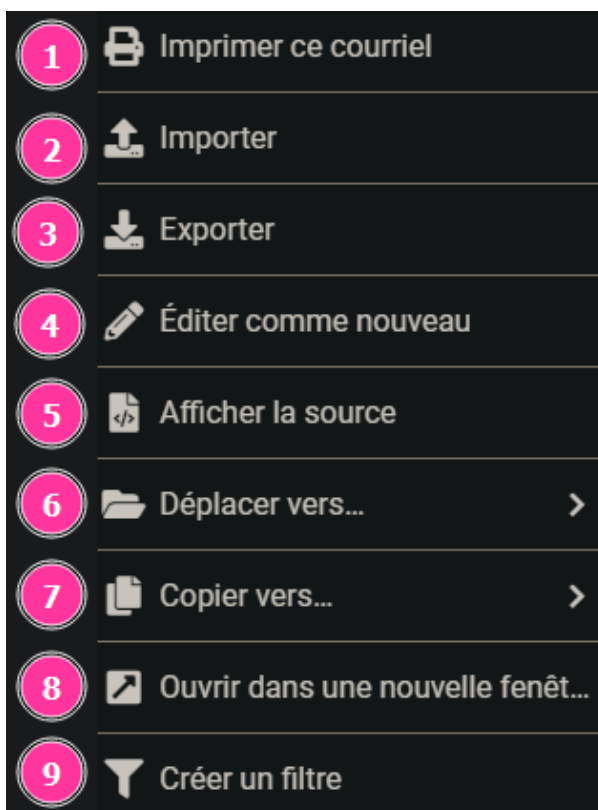 1 Imprimer ce courriel
2 Importer
3 Exporter
4 Éditer comme nouveau
5 </> Afficher la source
6 Déplacer vers...
7 Copier vers...
8 Ouvrir dans une nouvelle fenêt...
9 Créer un filtre